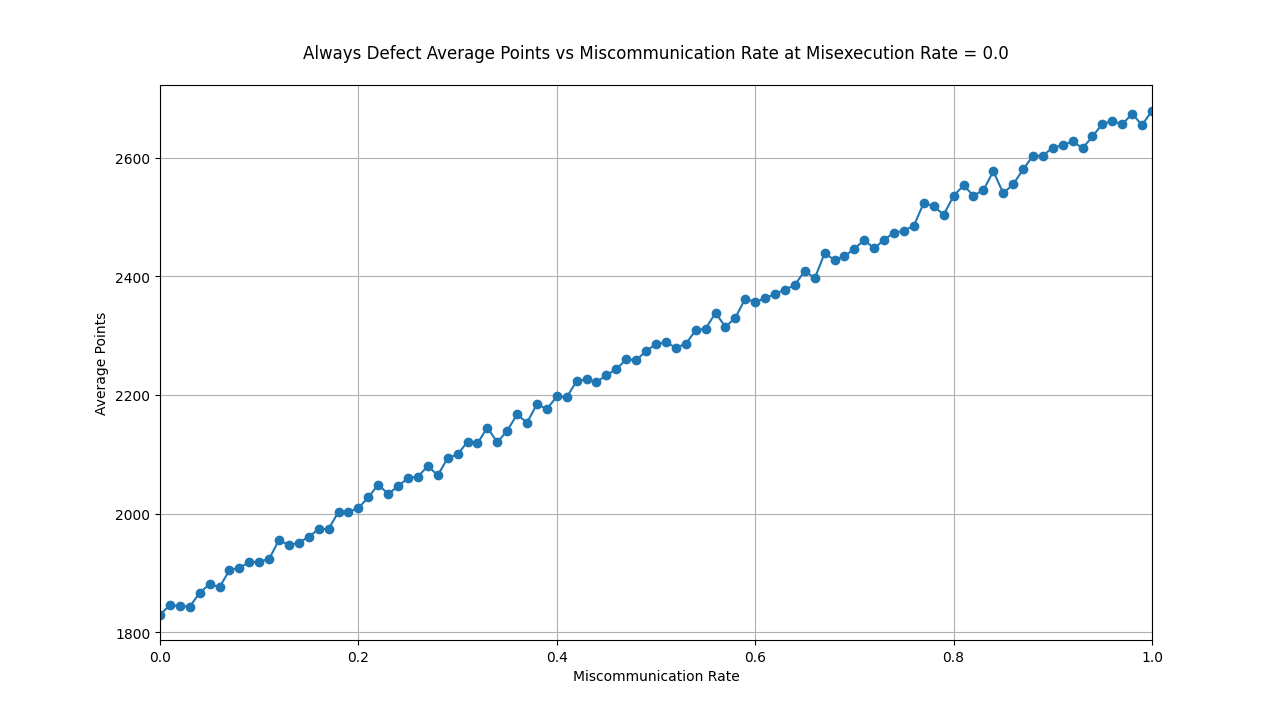 Always Defect Average Points vs Miscommunication Rate at Misexecution Rate = 0.0
Average Points
2600
2400
2200
2000
1800
0.0 0.2 0.4 0.6 0.8 1.0
Miscommunication Rate